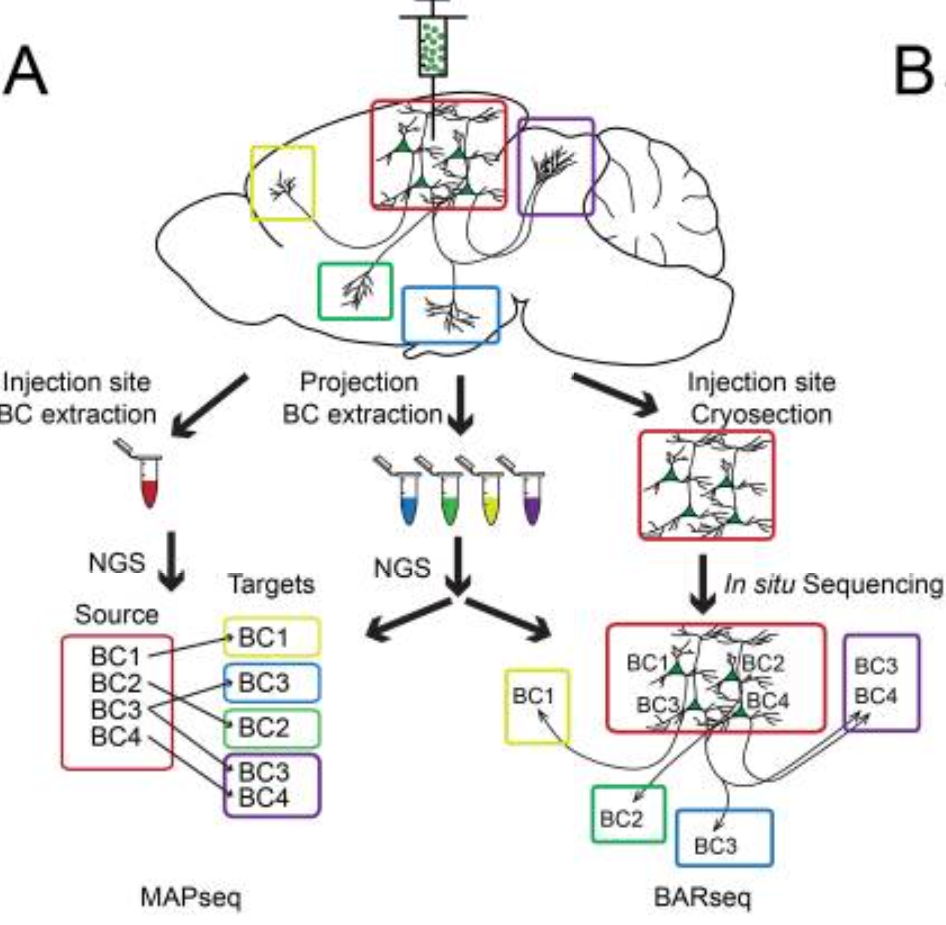 A
B
Injection site
BC extraction
Projection
BC extraction
Injection site
Cryosection
NGS
NGS
In situ Sequencing
Source
Targets
BC1
BC2
BC3
BC4
BC1
BC3
BC2
BC3
BC4
BC1
BC1
BC2
BC3
BC4
BC3
BC4
BC2
BC3
MAPseq
BARseq